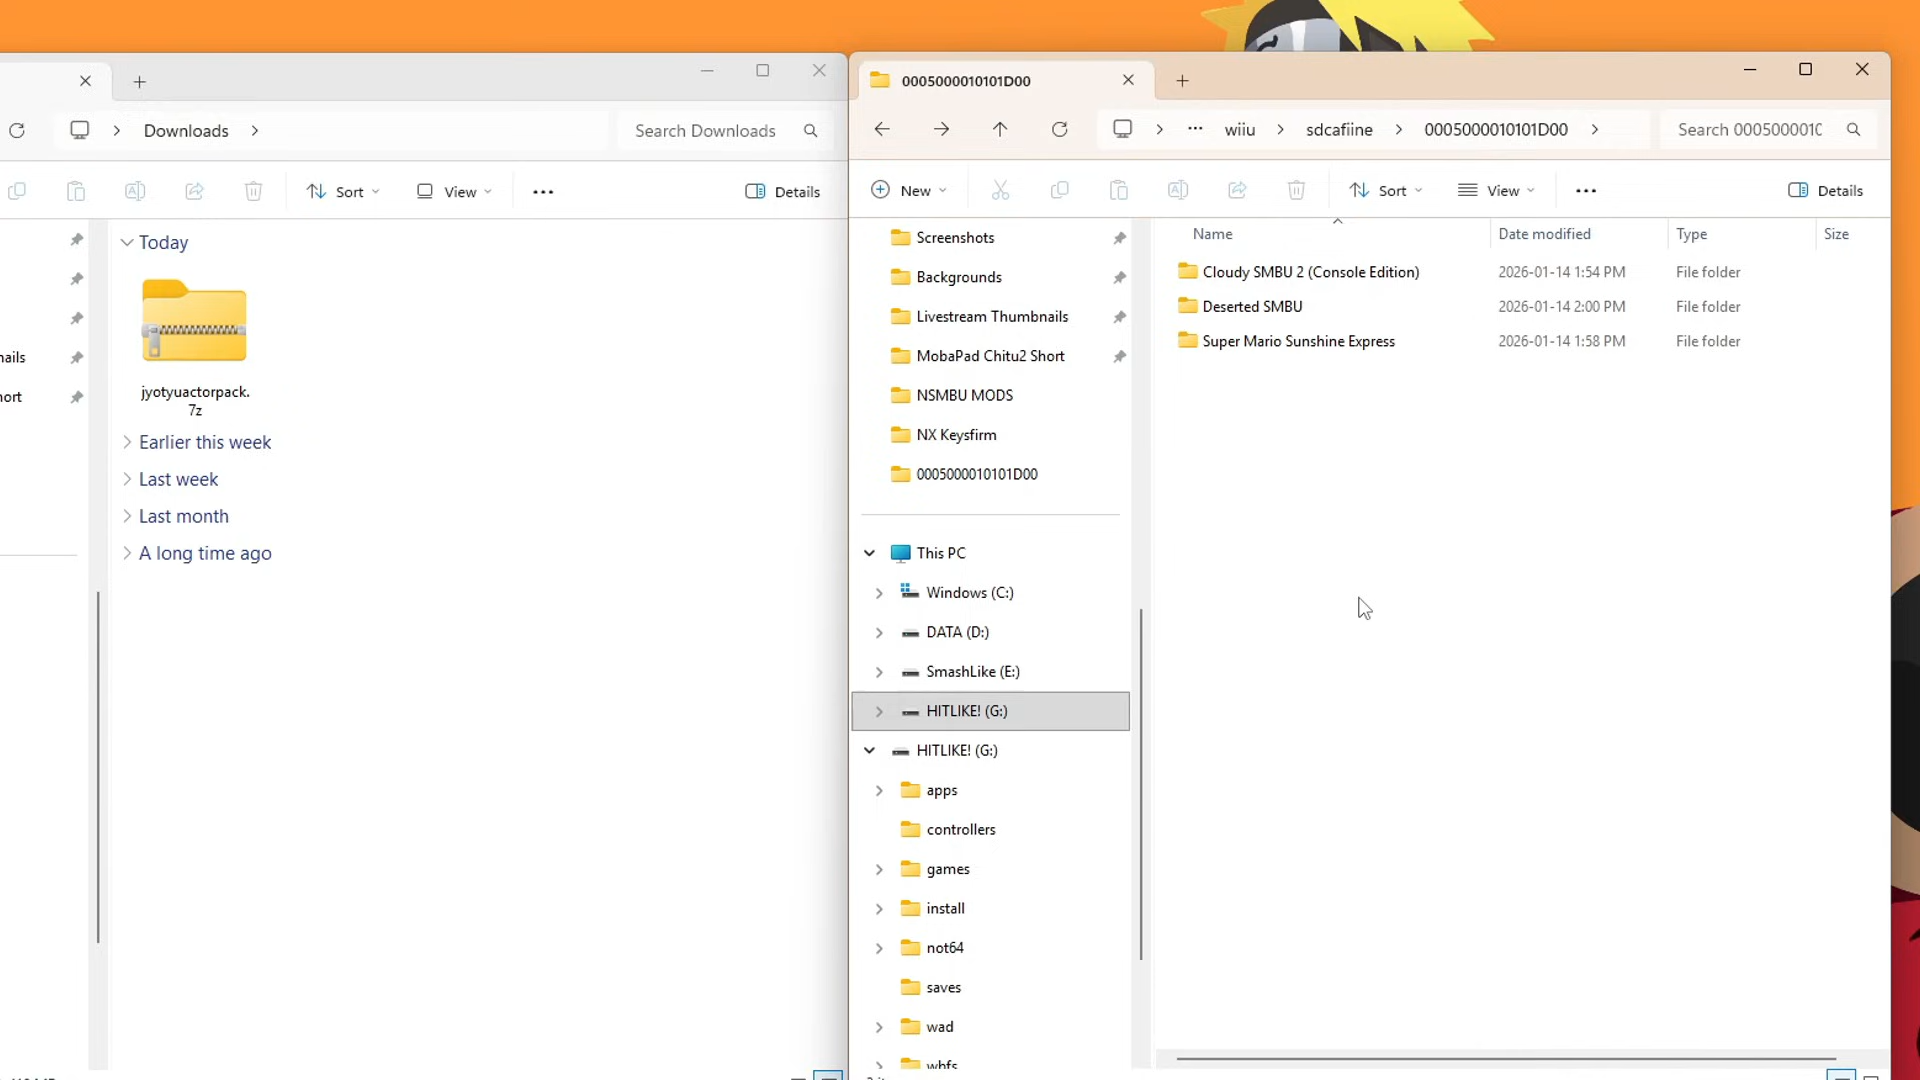 Downloads
Search Downloads
Sort
View
Details
Today
jyotyuactorpack.
7z
Earlier this week
Last week
Last month
A long time ago
nails
ort
0005000010101D00
wiiu
sdcafiine
0005000010101D00
Search 000500001C
New
Sort
View
Details
Screenshots
Backgrounds
Livestream Thumbnails
MobaPad Chitu2 Short
NSMBU MODS
NX Keysfirm
0005000010101D00
This PC
Windows (C:)
DATA (D:)
SmashLike (E:)
HITLIKE! (G:)
HITLIKE! (G:)
apps
controllers
games
install
not64
saves
wad
wbfs
Name Date modified Type Size
Cloudy SMBU 2 (Console Edition) 2026-01-14 1:54 PM File folder
Deserted SMBU 2026-01-14 2:00 PM File folder
Super Mario Sunshine Express 2026-01-14 1:58 PM File folder